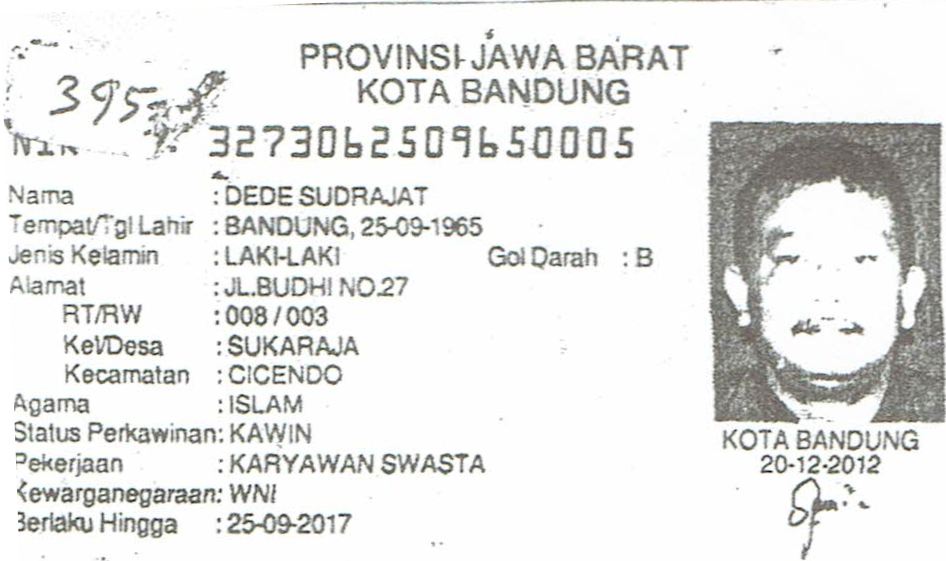 PROVINSI JAWA BARAT
KOTA BANDUNG
395
NIK 3273062509650005
Nama : DEDE SUDRAJAT
Tempat/Tgl Lahir : BANDUNG, 25-09-1965
Jenis Kelamin : LAKI-LAKI Gol Darah : B
Alamat : JL.BUDHI NO.27
RT/RW : 008 / 003
Kel/Desa : SUKARAJA
Kecamatan : CICENDO
Agama : ISLAM
Status Perkawinan: KAWIN
Pekerjaan : KARYAWAN SWASTA
Kewarganegaraan: WNI
Berlaku Hingga : 25-09-2017
KOTA BANDUNG
20-12-2012